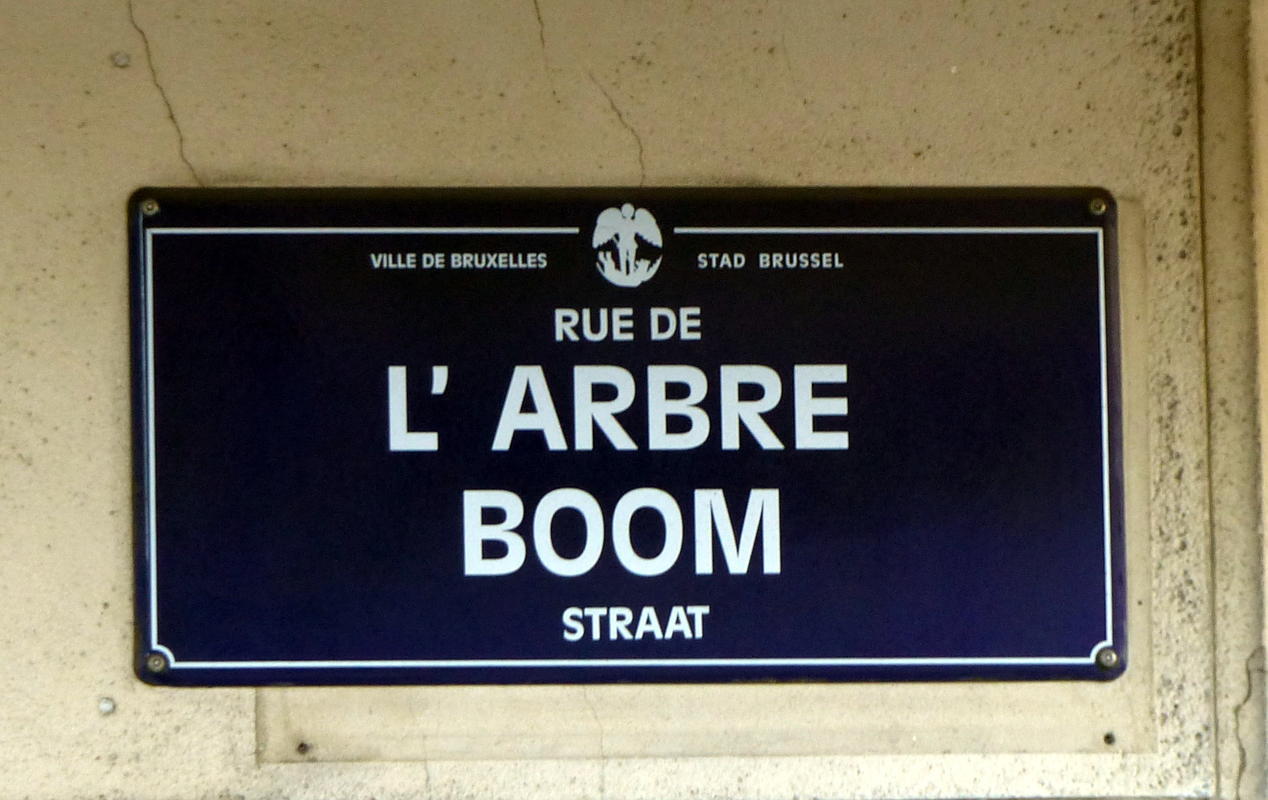 VILLE DE BRUXELLES STAD BRUSSEL
RUE DE
L' ARBRE
BOOM
STRAAT